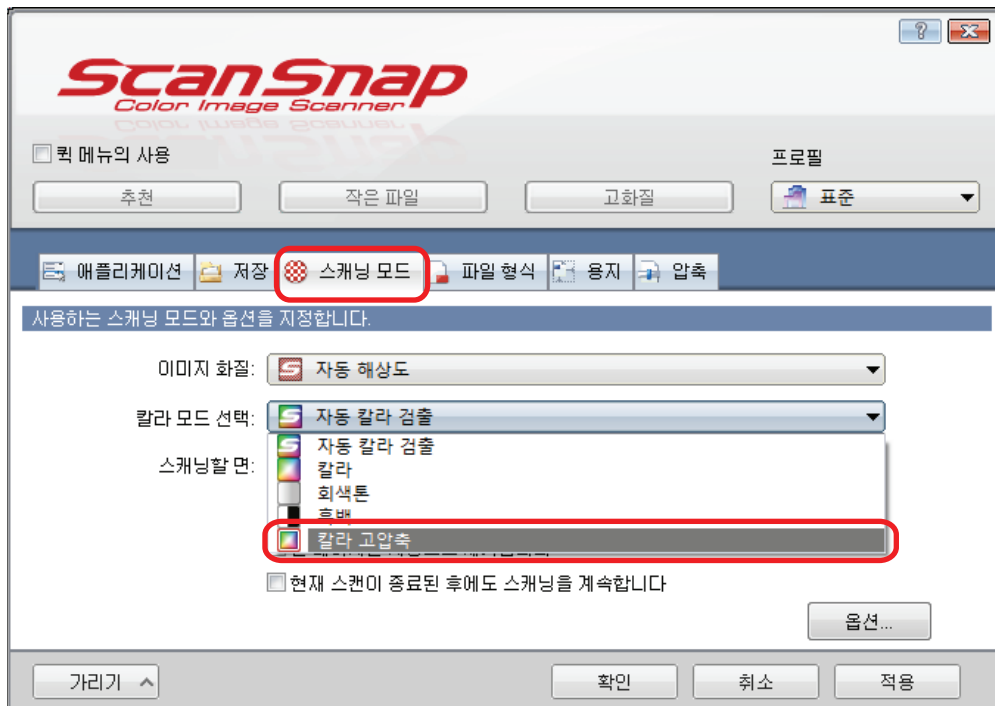 ScanSnap
Color Image Scanner
퀵 메뉴의 사용
프로필
추천
작은 파일
고화질
표준
애플리케이션
저장
스캐닝 모드
파일 형식
용지
압축
사용하는 스캐닝 모드와 옵션을 지정합니다.
이미지 화질:
자동 해상도
칼라 모드 선택:
자동 칼라 검출
자동 칼라 검출
스캐닝할 면:
칼라
회색톤
흑백
칼라 고압축
현재 스캔이 종료된 후에도 스캐닝을 계속합니다
옵션...
가리기
확인
취소
적용